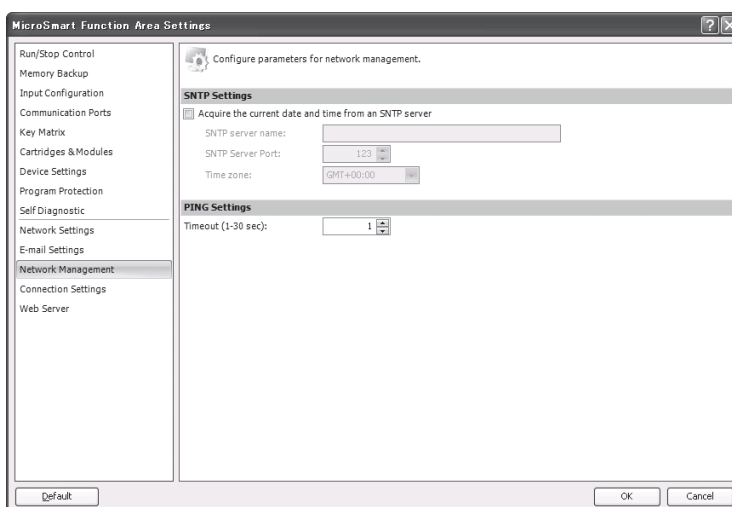 MicroSmart Function Area Settings
Run/Stop Control
Memory Backup
Input Configuration
Communication Ports
Key Matrix
Cartridges & Modules
Device Settings
Program Protection
Self Diagnostic
Network Settings
E-mail Settings
Network Management
Connection Settings
Web Server
Configure parameters for network management.
SNTP Settings
Acquire the current date and time from an SNTP server
SNTP server name:
SNTP Server Port: 123
Time zone: GMT+00:00
PING Settings
Timeout (1-30 sec): 1
Default
OK
Cancel